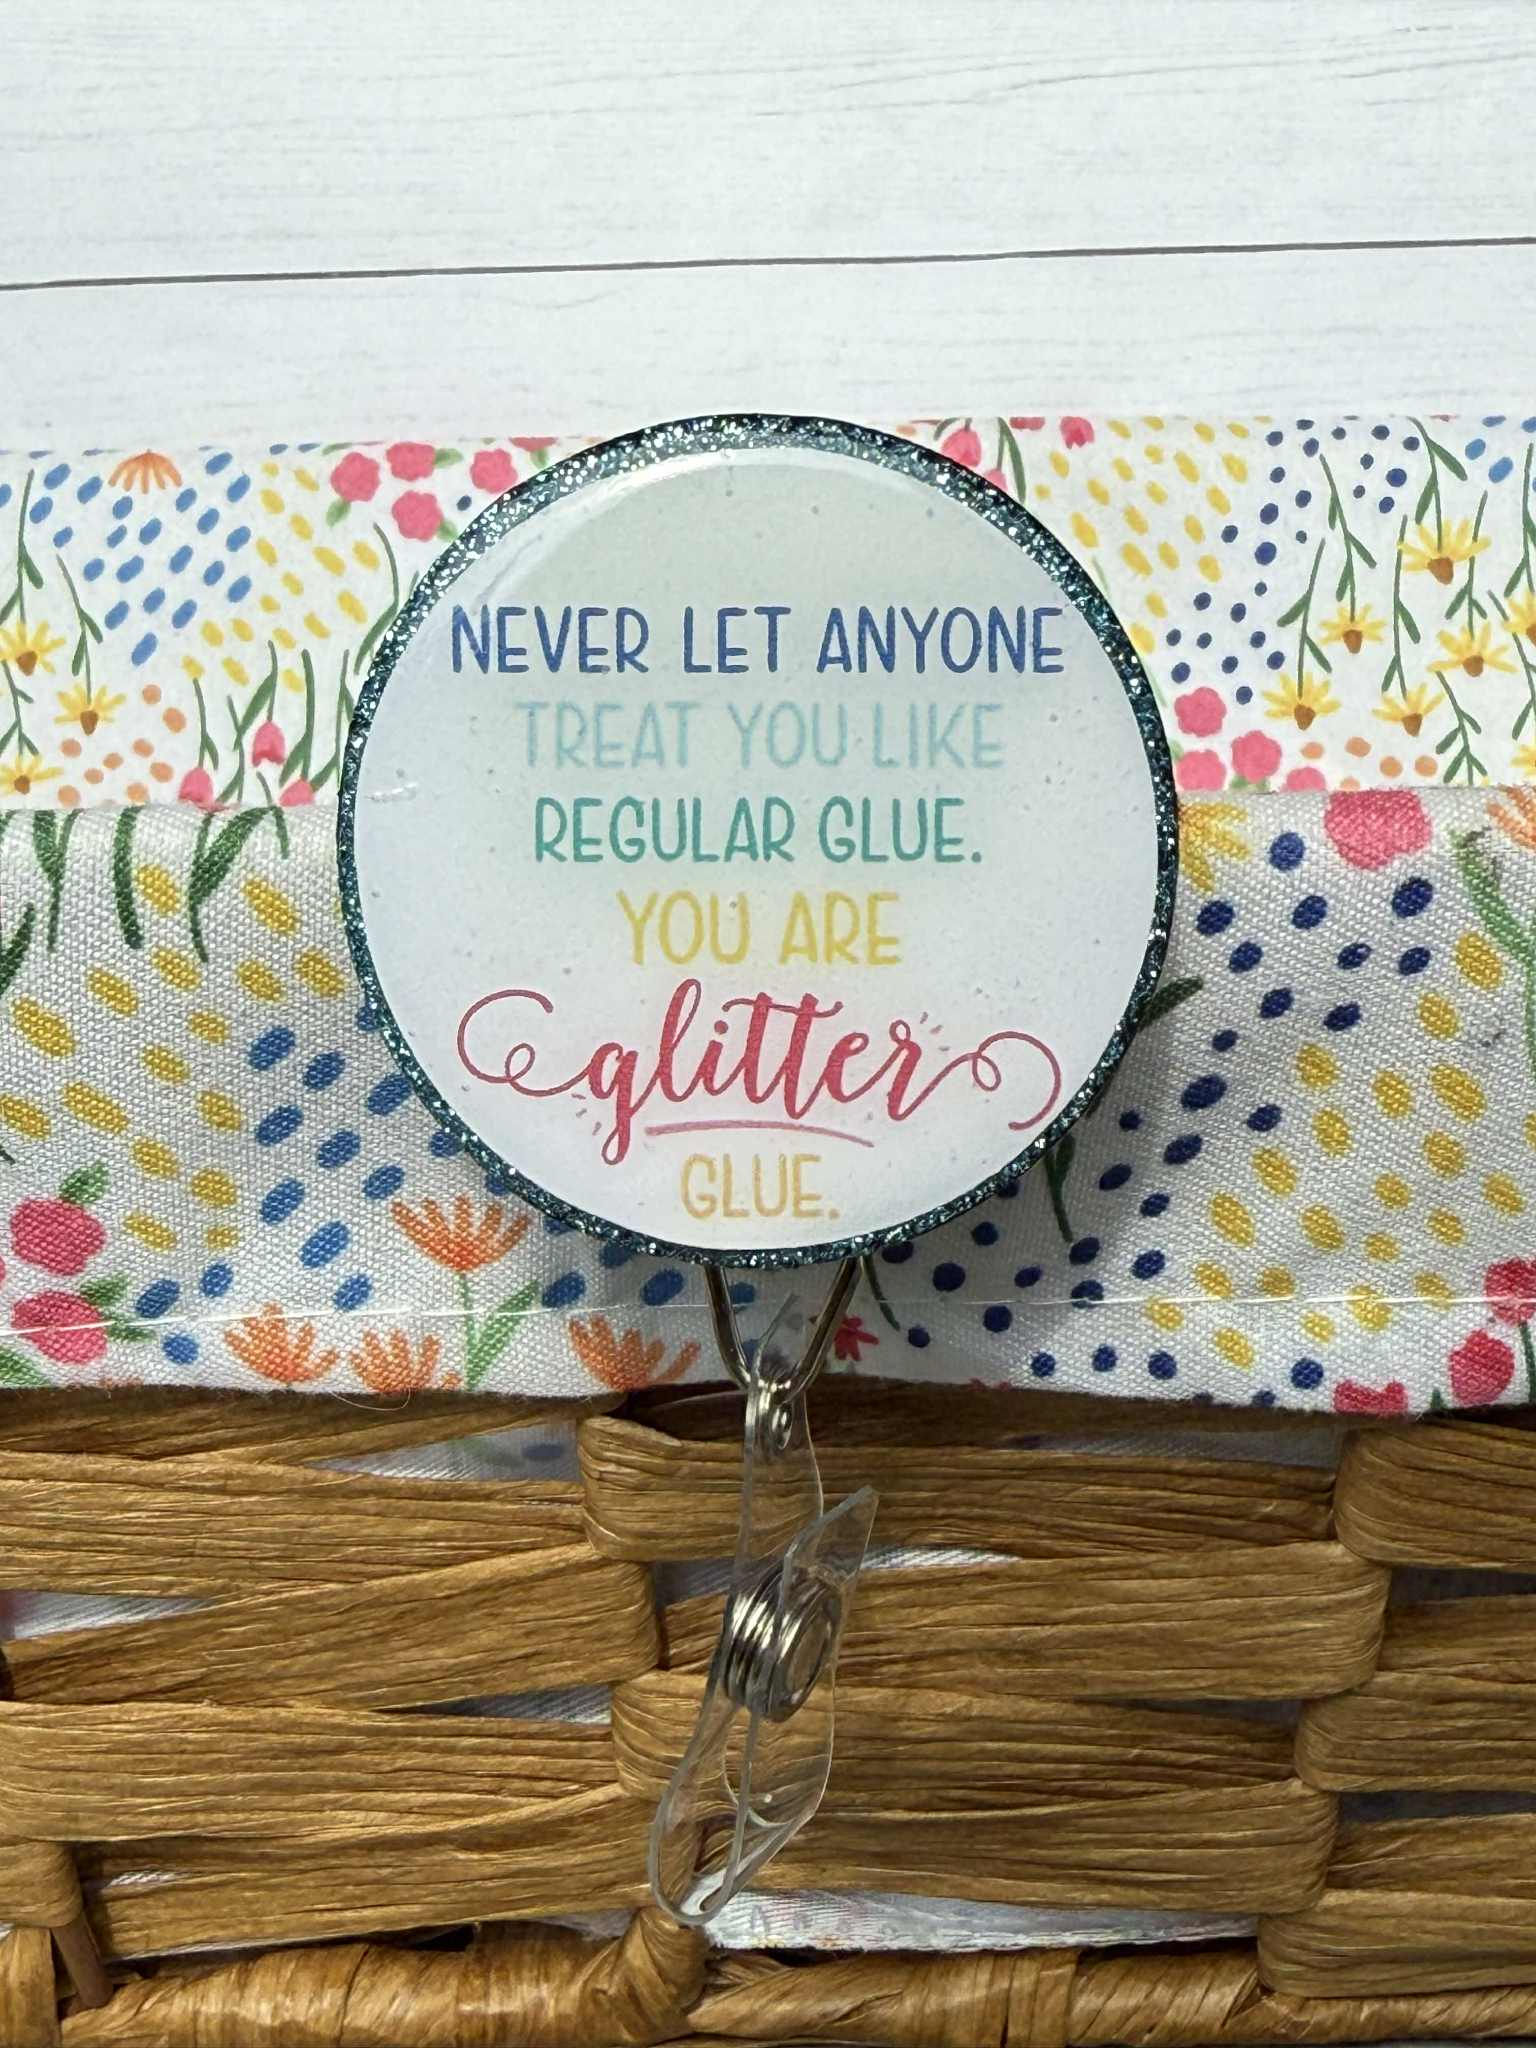 NEVER LET ANYONE
TREAT YOU LIKE
REGULAR GLUE.
YOU ARE
glitter
GLUE.